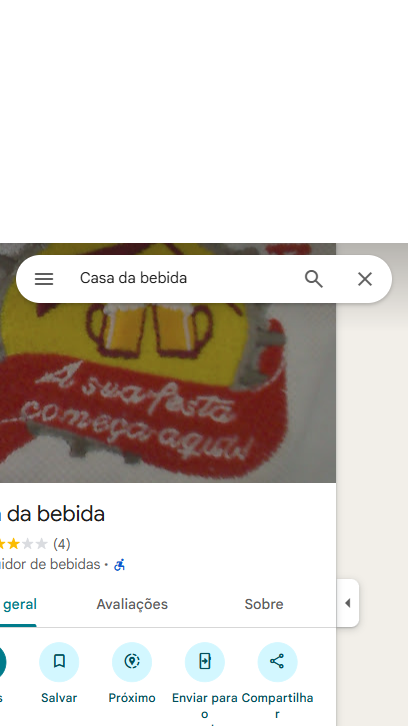 Casa da bebida
A sua festa
começa aqui!
da bebida
(4)
idor de bebidas ·
geral
Avaliações
Sobre
s
Salvar
Próximo
Enviar para
o
Compartilha
r